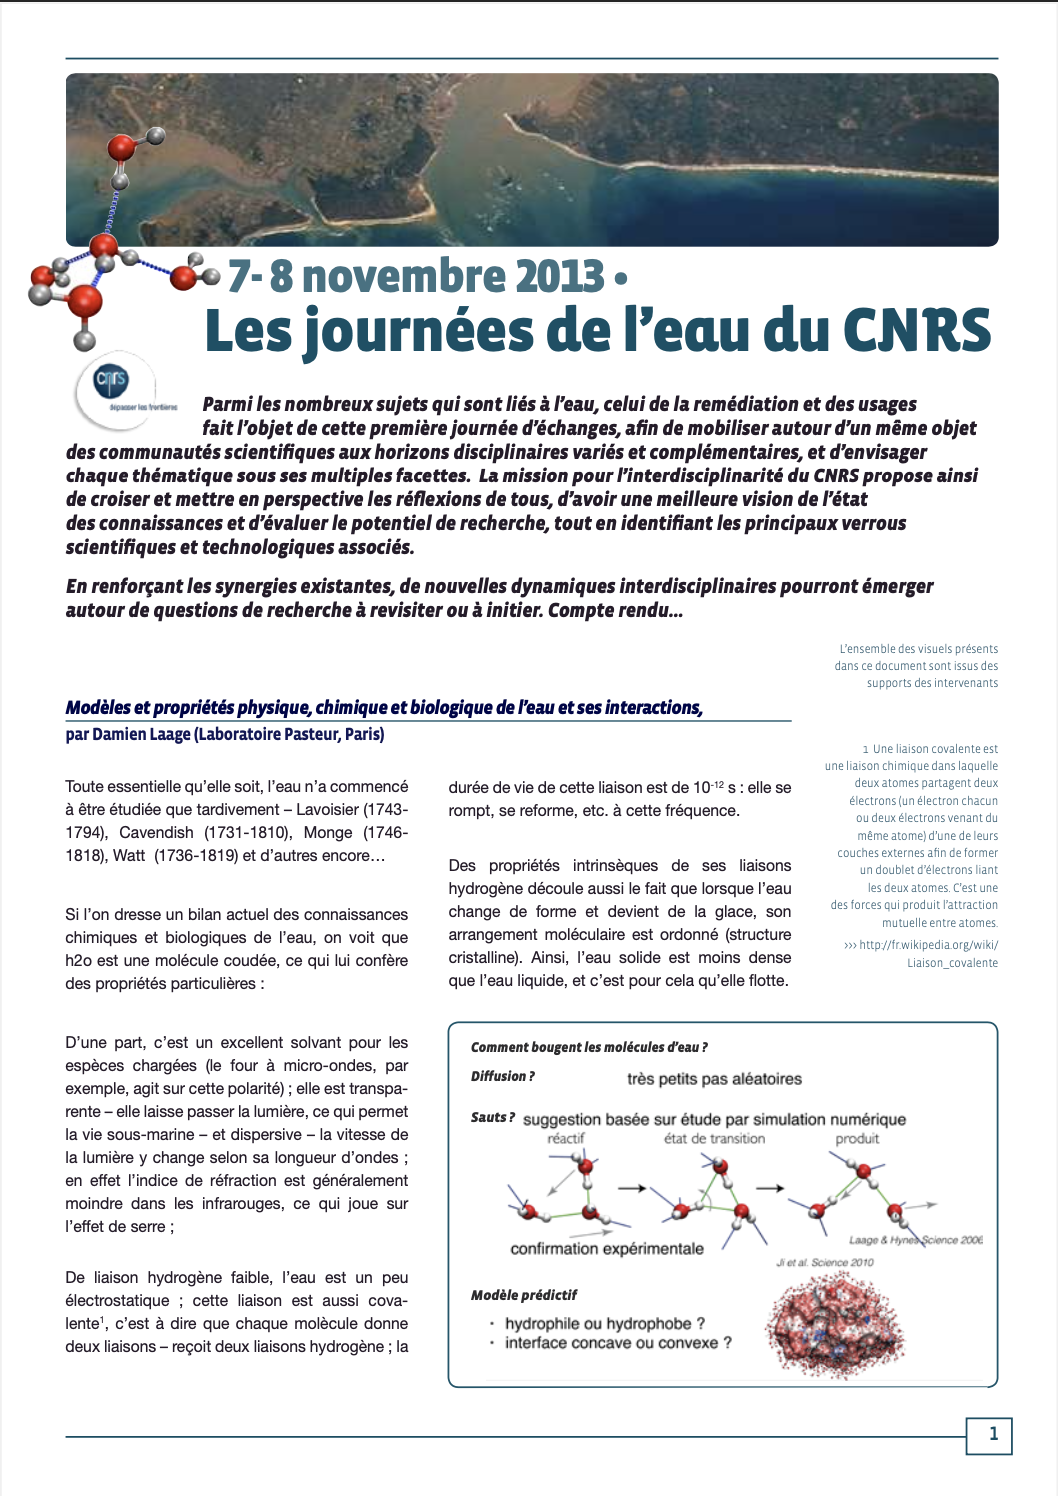 7- 8 novembre 2013 •
Les journées de l'eau du CNRS
cnrs
dépasser les frontières
Parmi les nombreux sujets qui sont liés à l'eau, celui de la remédiation et des usages
fait l'objet de cette première journée d'échanges, afin de mobiliser autour d'un même objet
des communautés scientifiques aux horizons disciplinaires variés et complémentaires, et d'envisager
chaque thématique sous ses multiples facettes. La mission pour l'interdisciplinarité du CNRS propose ainsi
de croiser et mettre en perspective les réflexions de tous, d'avoir une meilleure vision de l'état
des connaissances et d'évaluer le potentiel de recherche, tout en identifiant les principaux verrous
scientifiques et technologiques associés.
En renforçant les synergies existantes, de nouvelles dynamiques interdisciplinaires pourront émerger
autour de questions de recherche à revisiter ou à initier. Compte rendu...
L'ensemble des visuels présents
dans ce document sont issus des
supports des intervenants
Modèles et propriétés physique, chimique et biologique de l'eau et ses interactions,
par Damien Laage (Laboratoire Pasteur, Paris)
Toute essentielle qu'elle soit, l'eau n'a commencé
à être étudiée que tardivement – Lavoisier (1743-
1794), Cavendish (1731-1810), Monge (1746-
1818), Watt (1736-1819) et d'autres encore…
Si l'on dresse un bilan actuel des connaissances
chimiques et biologiques de l'eau, on voit que
h2o est une molécule coudée, ce qui lui confère
des propriétés particulières :
D'une part, c'est un excellent solvant pour les
espèces chargées (le four à micro-ondes, par
exemple, agit sur cette polarité) ; elle est transpa-
rente – elle laisse passer la lumière, ce qui permet
la vie sous-marine – et dispersive – la vitesse de
la lumière y change selon sa longueur d'ondes ;
en effet l'indice de réfraction est généralement
moindre dans les infrarouges, ce qui joue sur
l'effet de serre ;
De liaison hydrogène faible, l'eau est un peu
électrostatique ; cette liaison est aussi cova-
lente¹, c'est à dire que chaque molècule donne
deux liaisons – reçoit deux liaisons hydrogène ; la
durée de vie de cette liaison est de 10⁻¹² s : elle se
rompt, se reforme, etc. à cette fréquence.
Des propriétés intrinsèques de ses liaisons
hydrogène découle aussi le fait que lorsque l'eau
change de forme et devient de la glace, son
arrangement moléculaire est ordonné (structure
cristalline). Ainsi, l'eau solide est moins dense
que l'eau liquide, et c'est pour cela qu'elle flotte.
1 Une liaison covalente est
une liaison chimique dans laquelle
deux atomes partagent deux
électrons (un électron chacun
ou deux électrons venant du
même atome) d'une de leurs
couches externes afin de former
un doublet d'électrons liant
les deux atomes. C'est une
des forces qui produit l'attraction
mutuelle entre atomes.
>>> http://fr.wikipedia.org/wiki/
Liaison_covalente
Comment bougent les molécules d'eau ?
Diffusion ? très petits pas aléatoires
Sauts ? suggestion basée sur étude par simulation numérique
réactif état de transition produit
Laage & Hynes Science 2006
confirmation expérimentale
Ji et al. Science 2010
Modèle prédictif
• hydrophile ou hydrophobe ?
• interface concave ou convexe ?
1